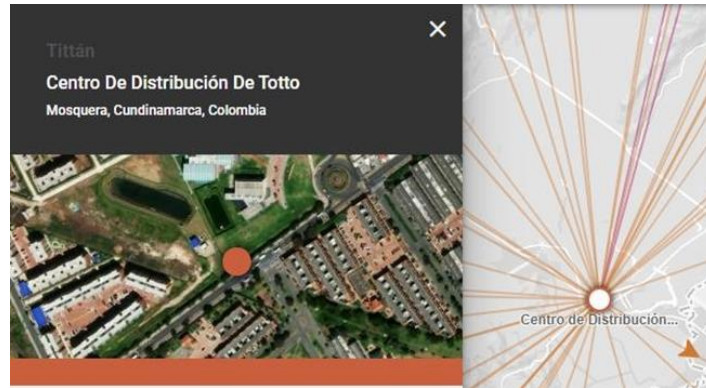 Tittán
Centro De Distribución De Totto
Mosquera, Cundinamarca, Colombia
Centro de Distribución...